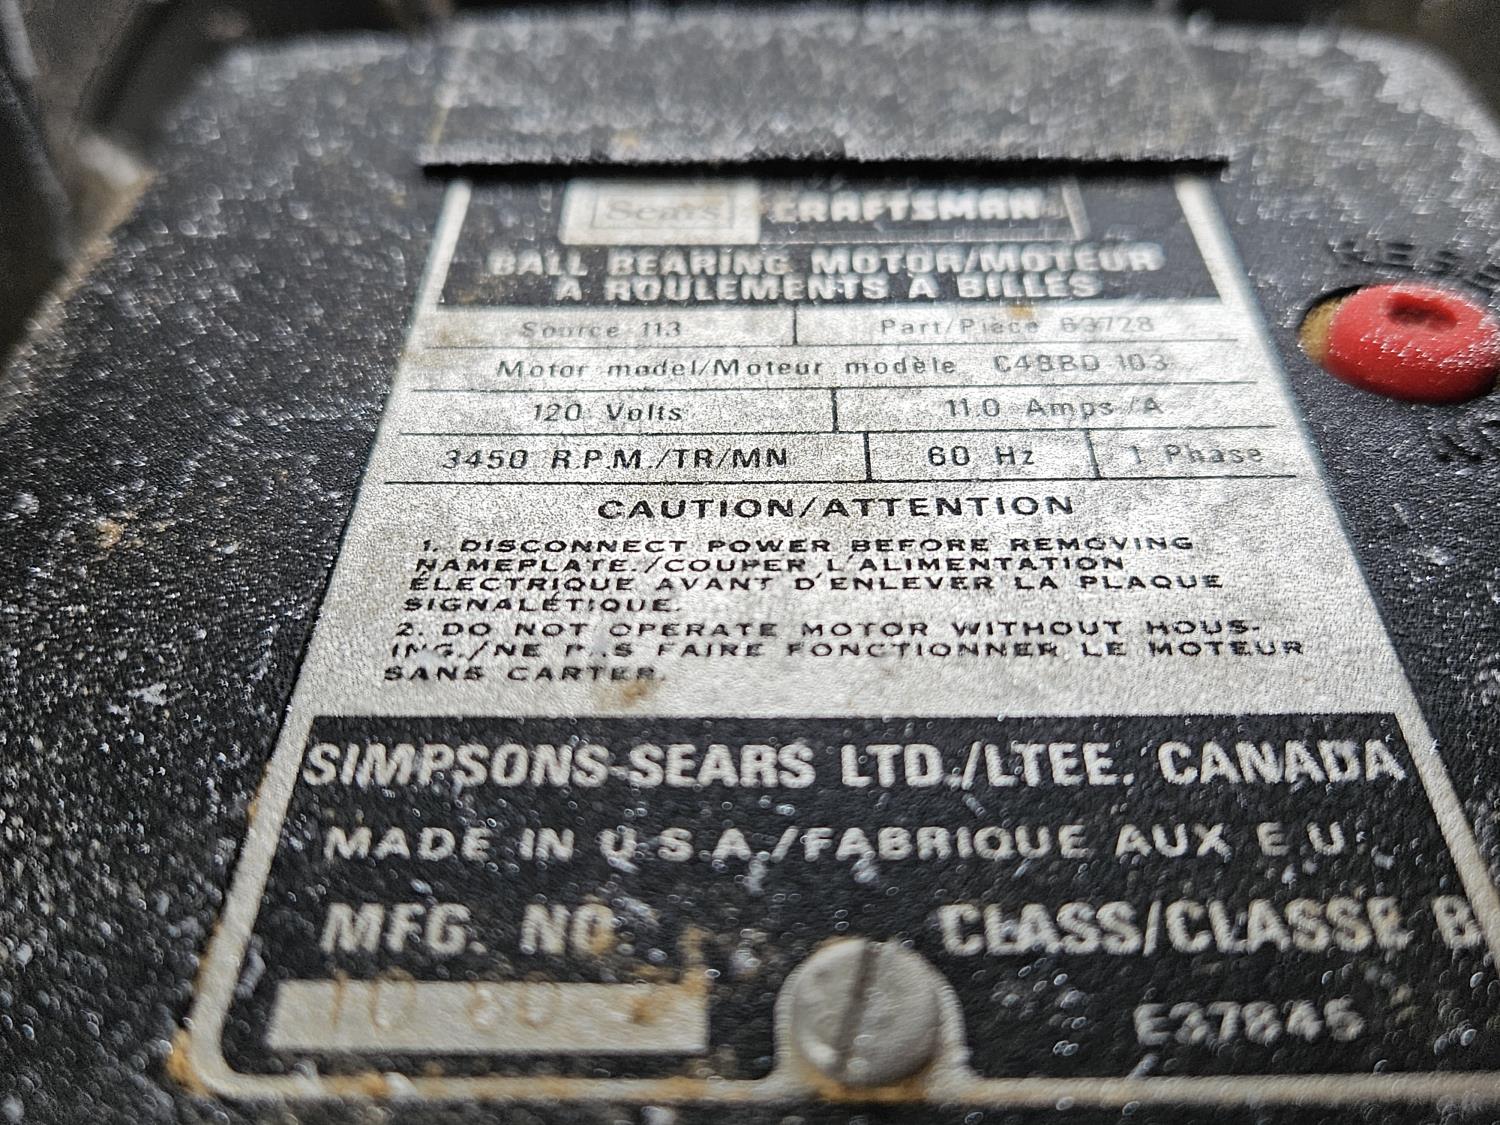 Sears CRAFTSMAN
BALL BEARING MOTOR/MOTEUR
A ROULEMENTS A BILLES
Source 113 Part/Pièce 63728
Motor model/Moteur modèle C48BD 103
120 Volts 11.0 Amps/A
3450 R.P.M./TR/MN 60 Hz 1 Phase
CAUTION/ATTENTION
1. DISCONNECT POWER BEFORE REMOVING
NAMEPLATE./COUPER L'ALIMENTATION
ÉLECTRIQUE AVANT D'ENLEVER LA PLAQUE
SIGNALÉTIQUE.
2. DO NOT OPERATE MOTOR WITHOUT HOUS-
ING./NE PAS FAIRE FONCTIONNER LE MOTEUR
SANS CARTER.
SIMPSONS-SEARS LTD./LTEE. CANADA
MADE IN U.S.A./FABRIQUE AUX E.U.
MFG. NO. CLASS/CLASSE B
E37845